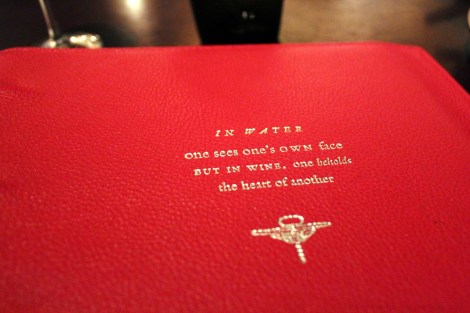 IN WATER
one sees one's OWN face
BUT IN WINE, one beholds
the heart of another